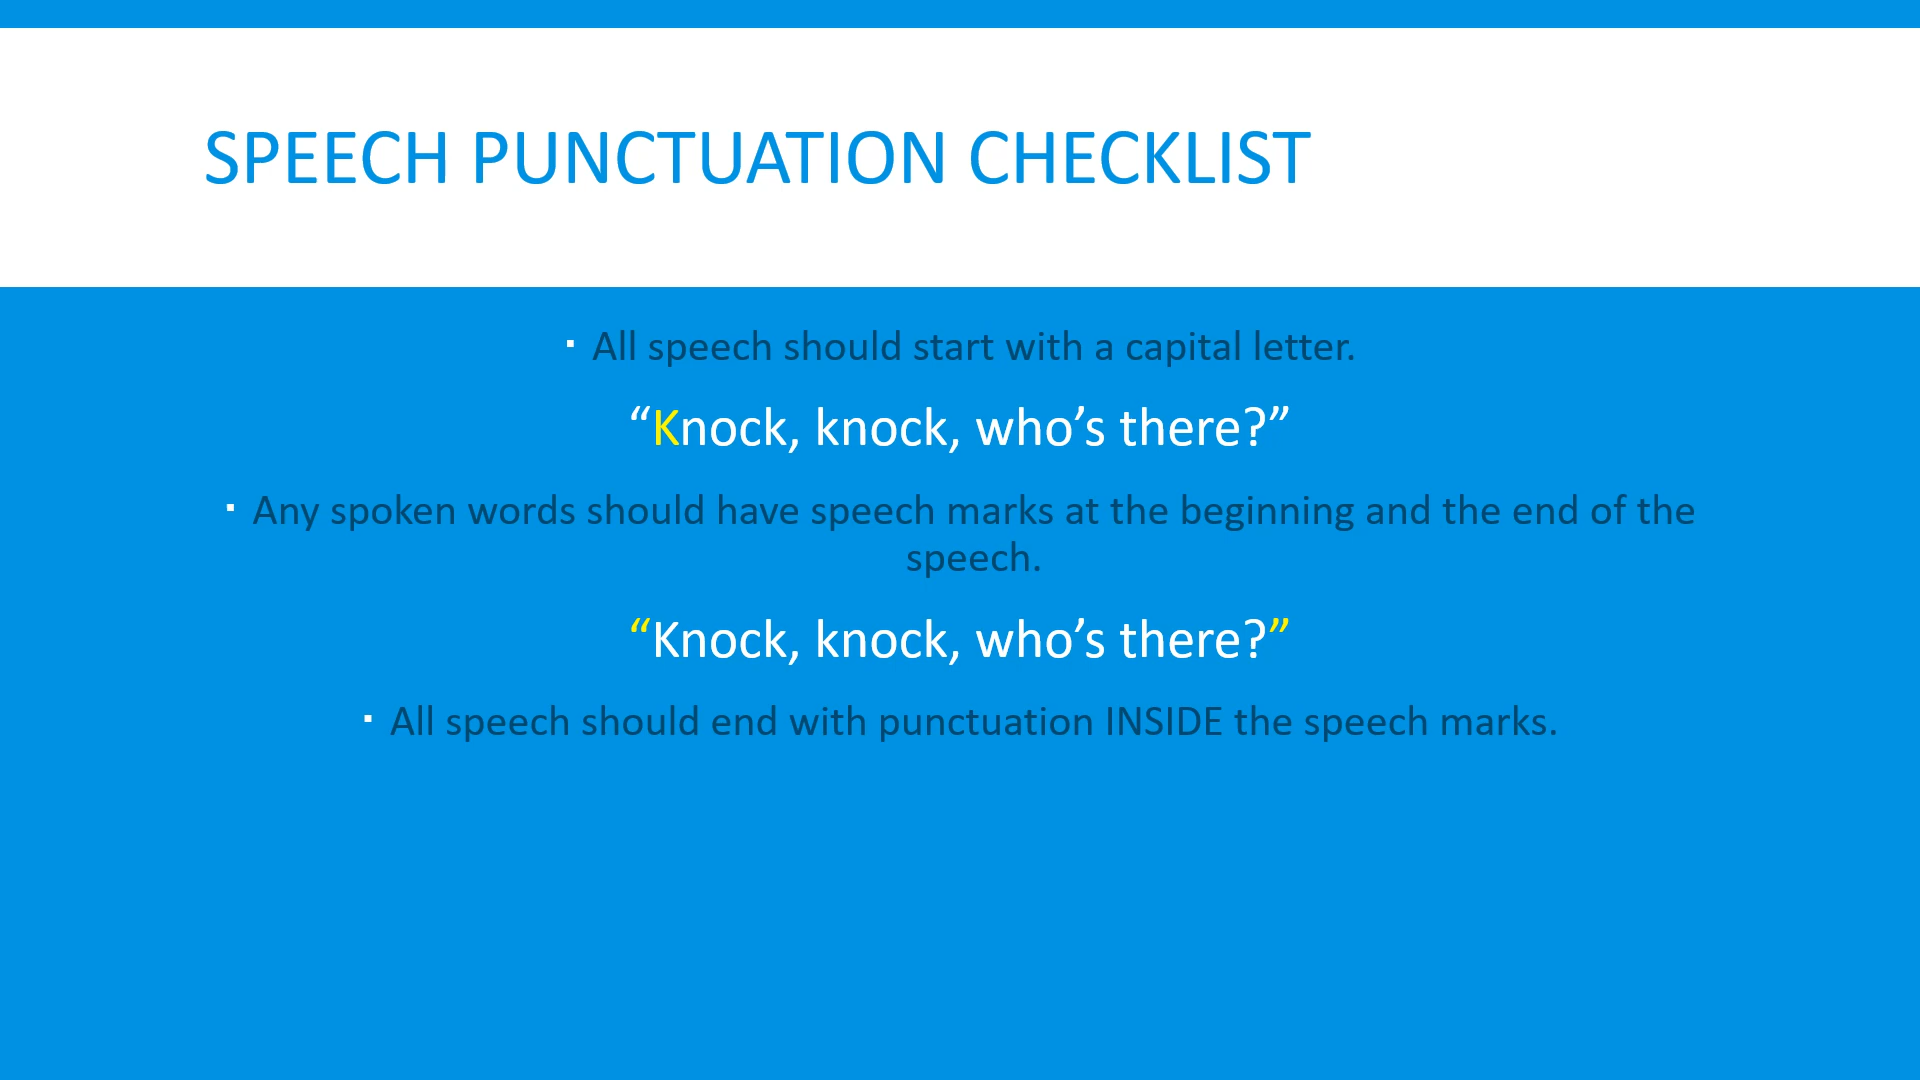 SPEECH PUNCTUATION CHECKLIST
▪ All speech should start with a capital letter.
“Knock, knock, who’s there?”
▪ Any spoken words should have speech marks at the beginning and the end of the
speech.
“Knock, knock, who’s there?”
▪ All speech should end with punctuation INSIDE the speech marks.